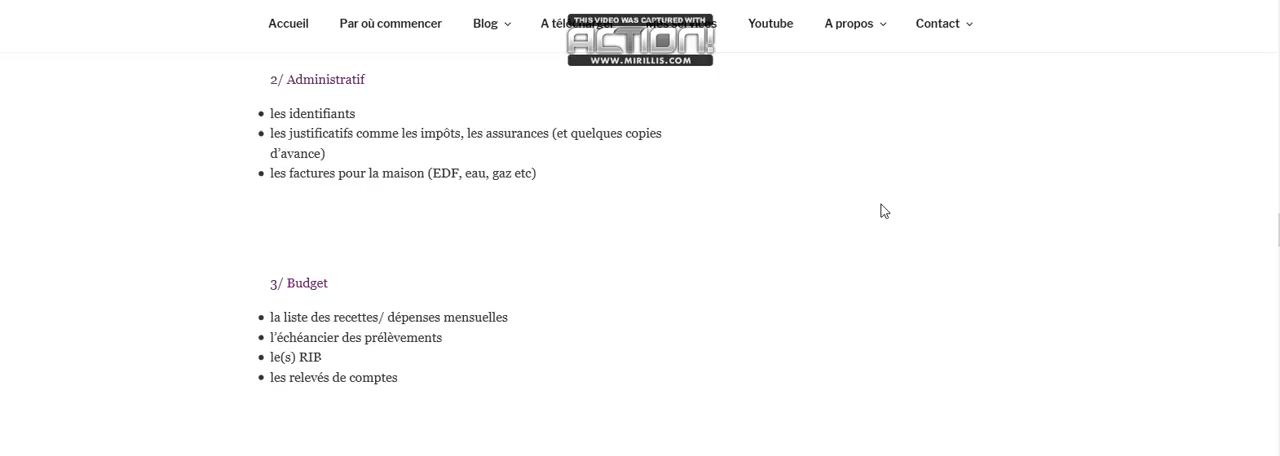 Accueil Par où commencer Blog A télécharger Mes services Youtube A propos Contact
THIS VIDEO WAS CAPTURED WITH
ACTION!
WWW.MIRILLIS.COM
2/ Administratif
les identifiants
les justificatifs comme les impôts, les assurances (et quelques copies
d’avance)
les factures pour la maison (EDF, eau, gaz etc)
3/ Budget
la liste des recettes/ dépenses mensuelles
l’échéancier des prélèvements
le(s) RIB
les relevés de comptes